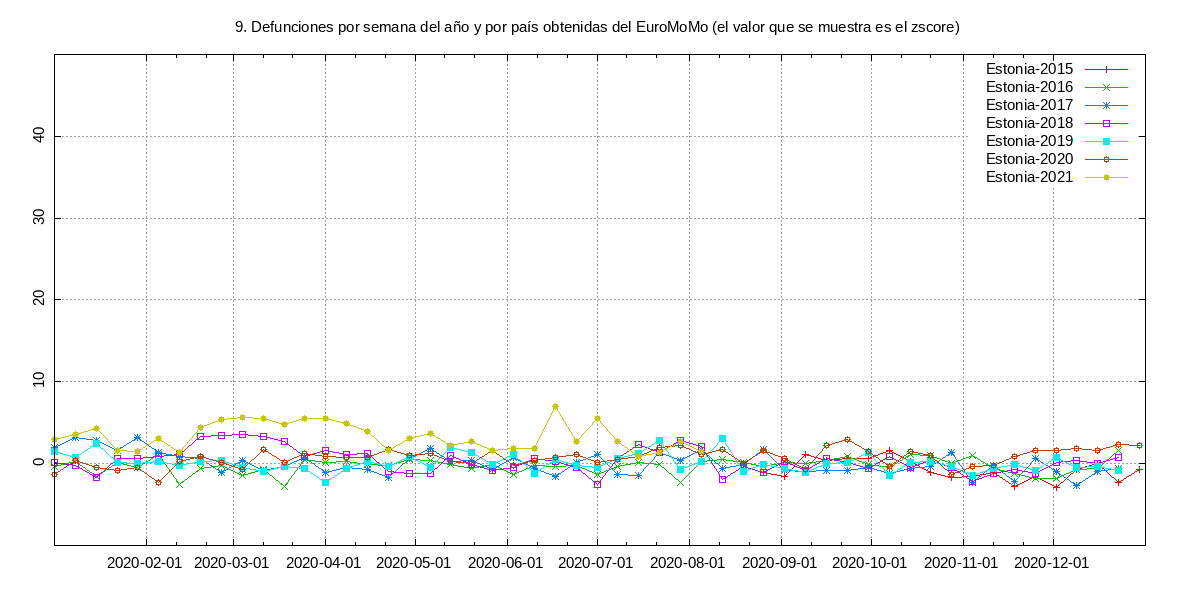 9. Defunciones por semana del año y por país obtenidas del EuroMoMo (el valor que se muestra es el zscore)
Estonia-2015
Estonia-2016
Estonia-2017
Estonia-2018
Estonia-2019
Estonia-2020
Estonia-2021
40
30
20
10
0
2020-02-01 2020-03-01 2020-04-01 2020-05-01 2020-06-01 2020-07-01 2020-08-01 2020-09-01 2020-10-01 2020-11-01 2020-12-01